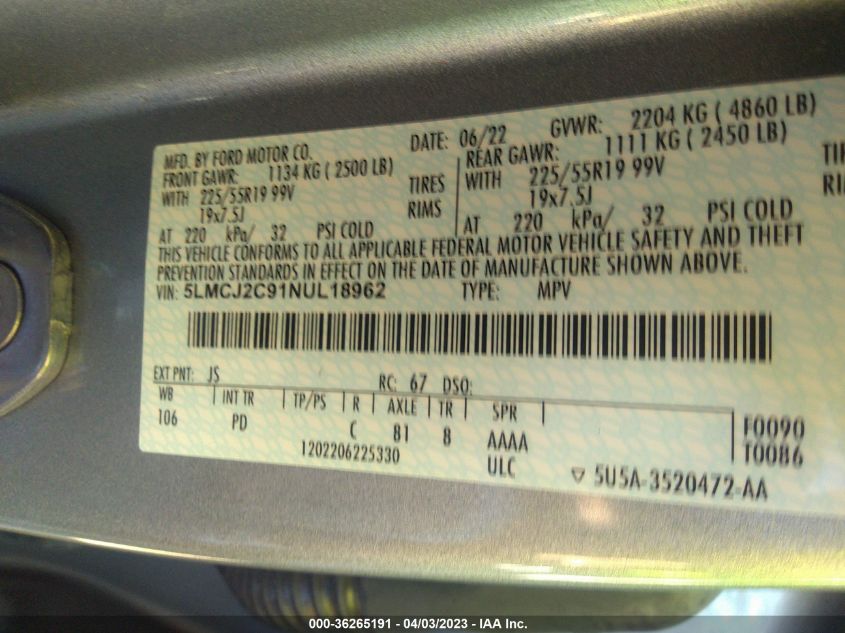 MFD. BY FORD MOTOR CO. DATE: 06/22 GVWR: 2204 KG ( 4860 LB)
FRONT GAWR: 1134 KG ( 2500 LB) REAR GAWR: 1111 KG ( 2450 LB)
WITH 225/55R19 99V TIRES WITH 225/55R19 99V
19x7.5J RIMS 19x7.5J
AT 220 kPa/ 32 PSI COLD AT 220 kPa/ 32 PSI COLD
THIS VEHICLE CONFORMS TO ALL APPLICABLE FEDERAL MOTOR VEHICLE SAFETY AND THEFT
PREVENTION STANDARDS IN EFFECT ON THE DATE OF MANUFACTURE SHOWN ABOVE.
VIN: 5LMCJ2C91NUL18962 TYPE: MPV
EXT PNT: JS RC: 67 DSO:
WB INT TR TP/PS R AXLE TR SPR
106 PD C 81 8 AAAA F0090
1202206225330 ULC T0086
▽ 5U5A-3520472-AA
000-36265191 - 04/03/2023 - IAA Inc.